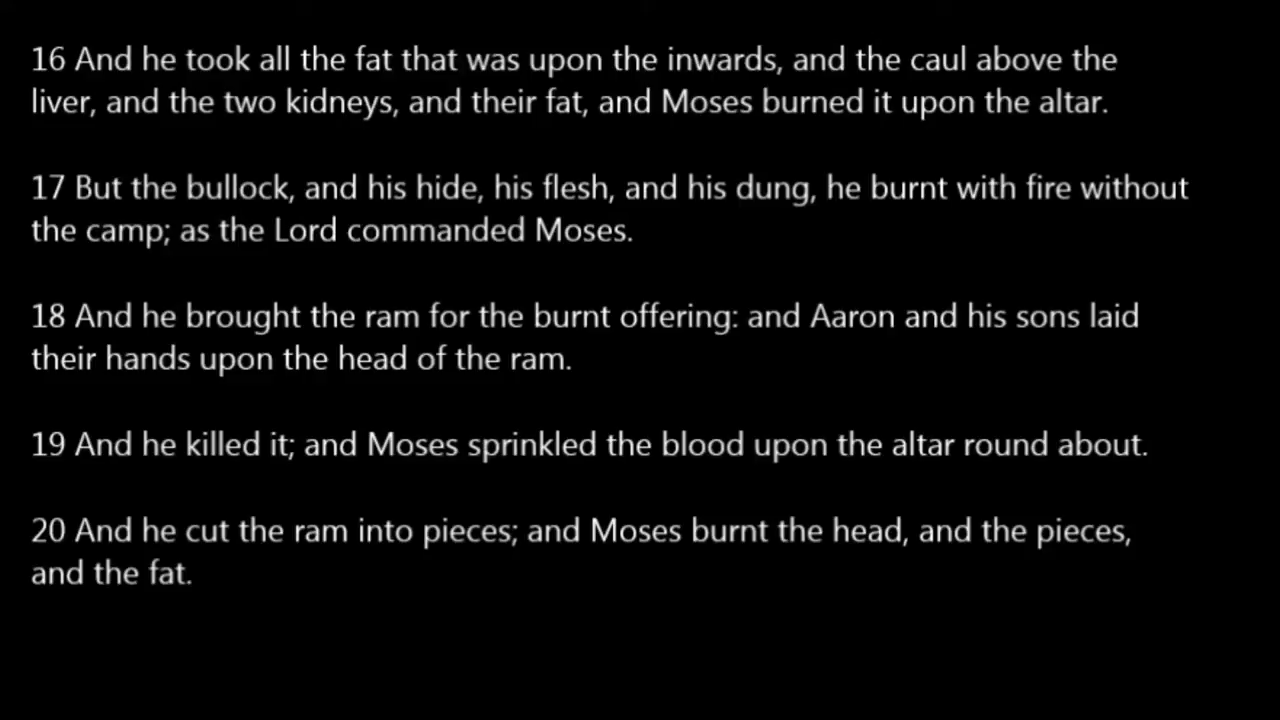 16 And he took all the fat that was upon the inwards, and the caul above the
liver, and the two kidneys, and their fat, and Moses burned it upon the altar.
17 But the bullock, and his hide, his flesh, and his dung, he burnt with fire without
the camp; as the Lord commanded Moses.
18 And he brought the ram for the burnt offering: and Aaron and his sons laid
their hands upon the head of the ram.
19 And he killed it; and Moses sprinkled the blood upon the altar round about.
20 And he cut the ram into pieces; and Moses burnt the head, and the pieces,
and the fat.